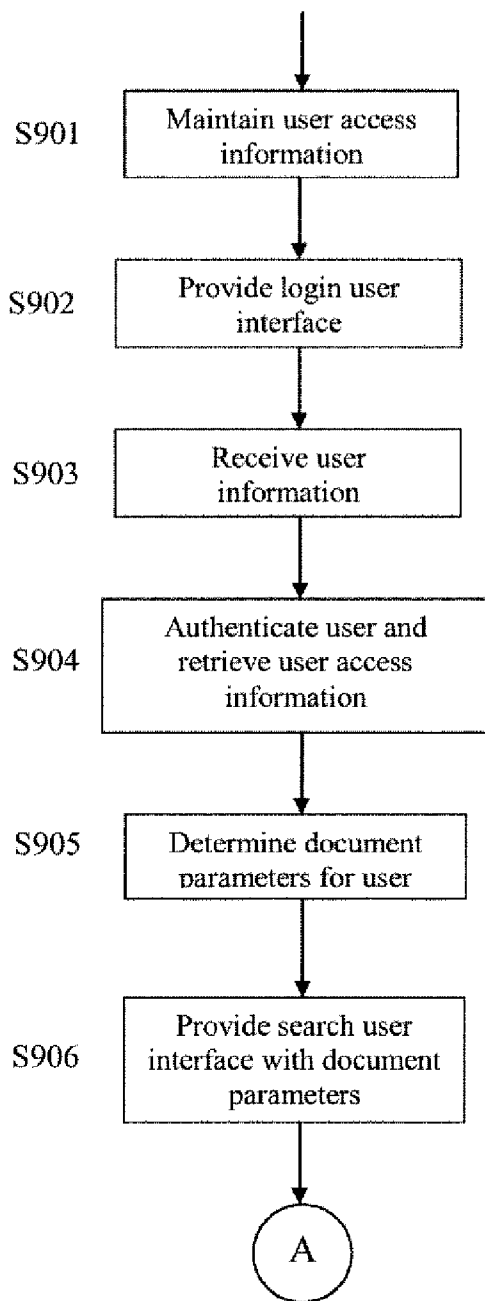 S901
Maintain user access
information
S902
Provide login user
interface
S903
Receive user
information
S904
Authenticate user and
retrieve user access
information
S905
Determine document
parameters for user
S906
Provide search user
interface with document
parameters
A